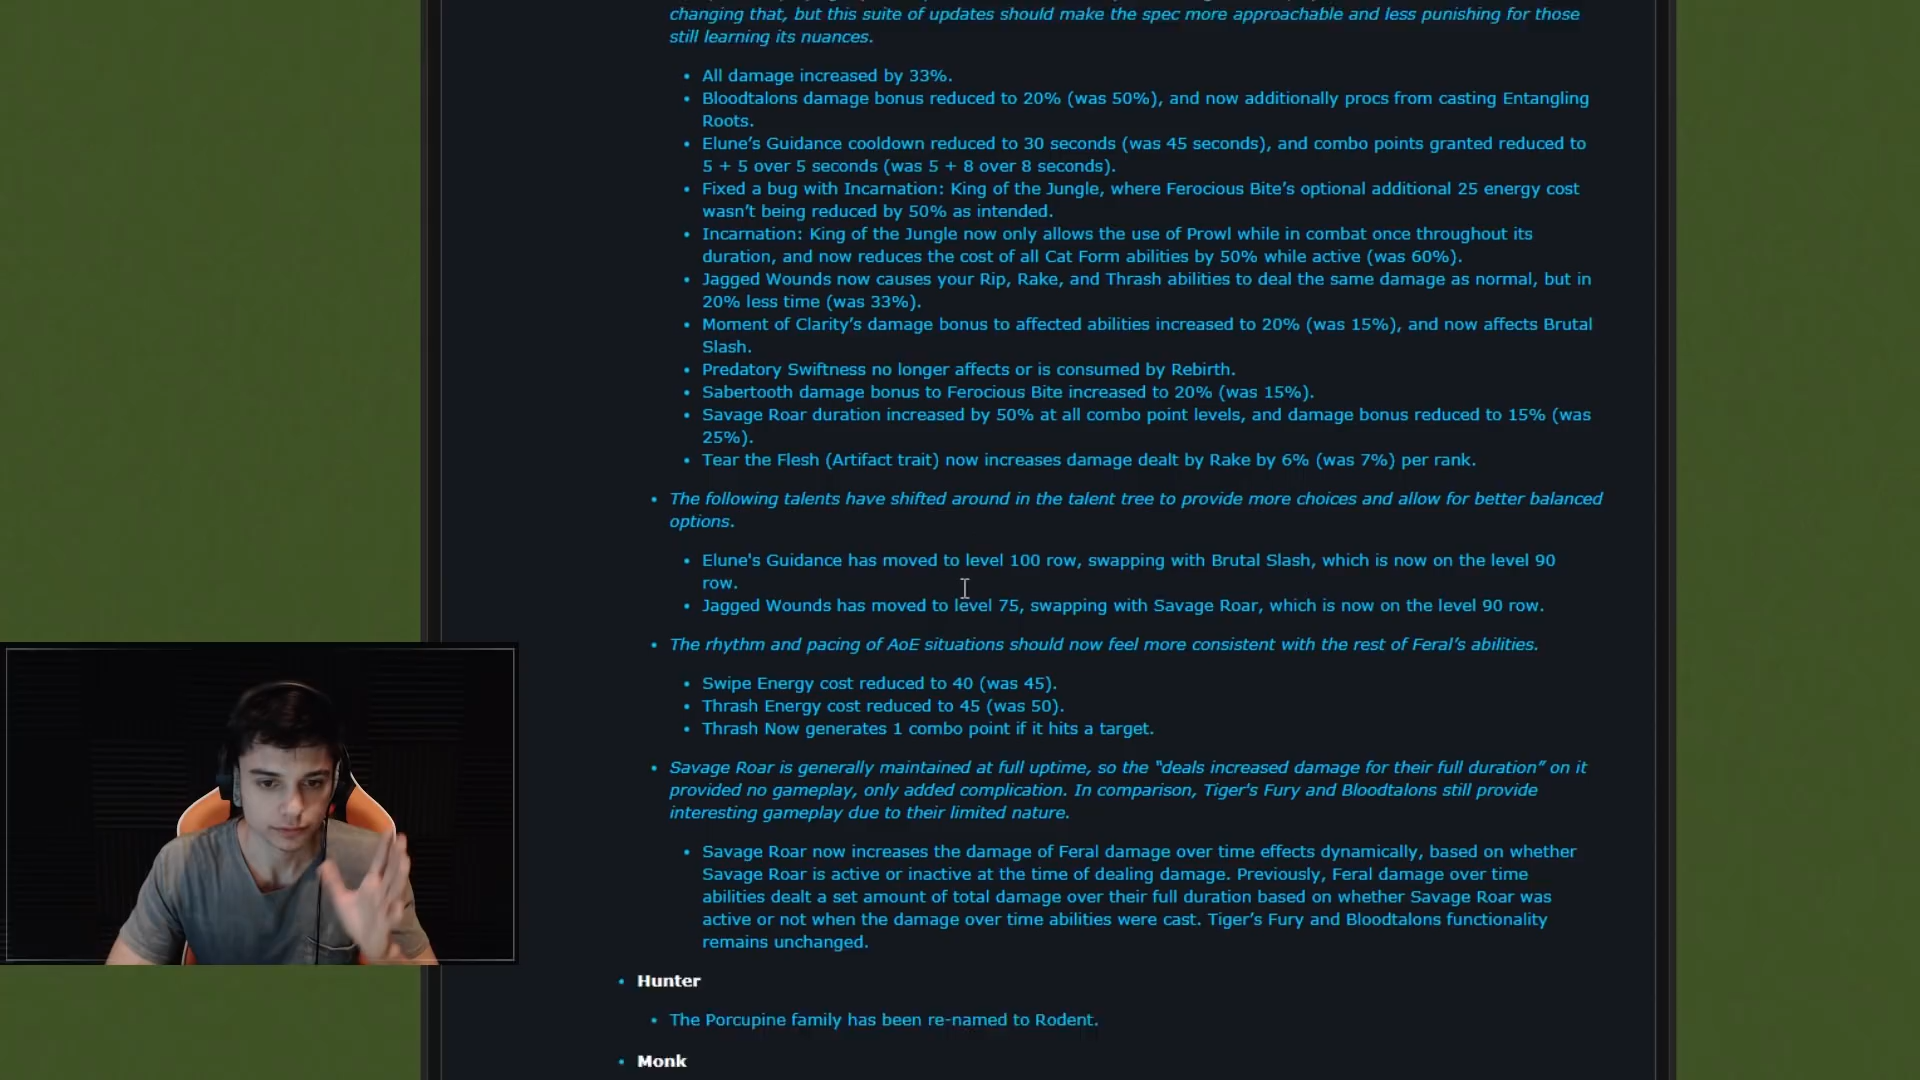 changing that, but this suite of updates should make the spec more approachable and less punishing for those
still learning its nuances.
• All damage increased by 33%.
• Bloodtalons damage bonus reduced to 20% (was 50%), and now additionally procs from casting Entangling
Roots.
• Elune’s Guidance cooldown reduced to 30 seconds (was 45 seconds), and combo points granted reduced to
5 + 5 over 5 seconds (was 5 + 8 over 8 seconds).
• Fixed a bug with Incarnation: King of the Jungle, where Ferocious Bite’s optional additional 25 energy cost
wasn’t being reduced by 50% as intended.
• Incarnation: King of the Jungle now only allows the use of Prowl while in combat once throughout its
duration, and now reduces the cost of all Cat Form abilities by 50% while active (was 60%).
• Jagged Wounds now causes your Rip, Rake, and Thrash abilities to deal the same damage as normal, but in
20% less time (was 33%).
• Moment of Clarity’s damage bonus to affected abilities increased to 20% (was 15%), and now affects Brutal
Slash.
• Predatory Swiftness no longer affects or is consumed by Rebirth.
• Sabertooth damage bonus to Ferocious Bite increased to 20% (was 15%).
• Savage Roar duration increased by 50% at all combo point levels, and damage bonus reduced to 15% (was
25%).
• Tear the Flesh (Artifact trait) now increases damage dealt by Rake by 6% (was 7%) per rank.
• The following talents have shifted around in the talent tree to provide more choices and allow for better balanced
options.
• Elune's Guidance has moved to level 100 row, swapping with Brutal Slash, which is now on the level 90
row.
• Jagged Wounds has moved to level 75, swapping with Savage Roar, which is now on the level 90 row.
• The rhythm and pacing of AoE situations should now feel more consistent with the rest of Feral’s abilities.
• Swipe Energy cost reduced to 40 (was 45).
• Thrash Energy cost reduced to 45 (was 50).
• Thrash Now generates 1 combo point if it hits a target.
• Savage Roar is generally maintained at full uptime, so the “deals increased damage for their full duration” on it
provided no gameplay, only added complication. In comparison, Tiger's Fury and Bloodtalons still provide
interesting gameplay due to their limited nature.
• Savage Roar now increases the damage of Feral damage over time effects dynamically, based on whether
Savage Roar is active or inactive at the time of dealing damage. Previously, Feral damage over time
abilities dealt a set amount of total damage over their full duration based on whether Savage Roar was
active or not when the damage over time abilities were cast. Tiger’s Fury and Bloodtalons functionality
remains unchanged.
• Hunter
• The Porcupine family has been re-named to Rodent.
• Monk